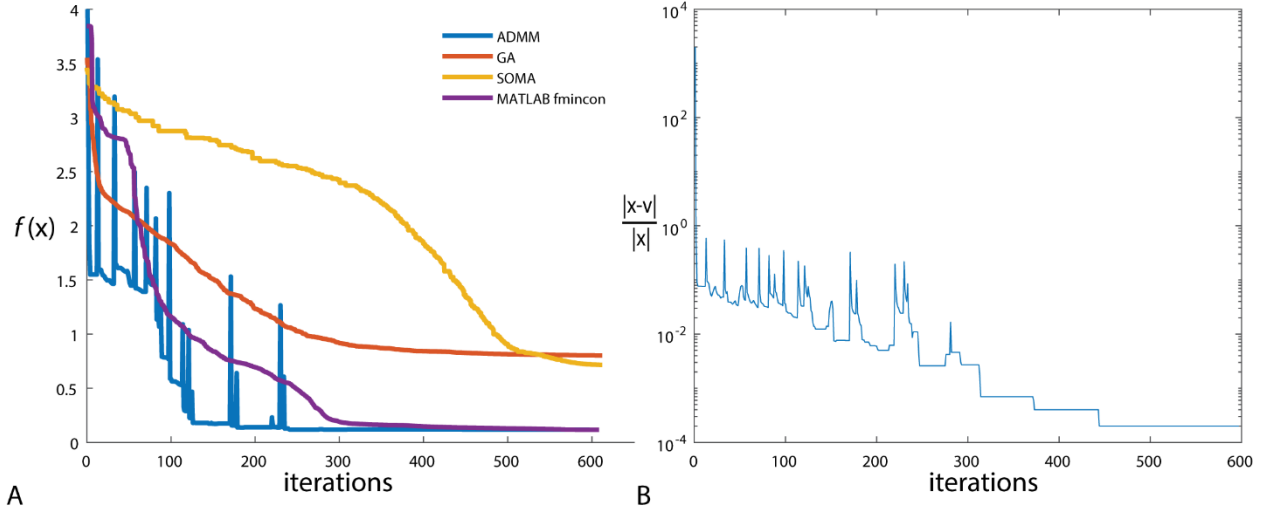 4
3.5
3
2.5
2
1.5
1
0.5
0
f(x)
ADMM
GA
SOMA
MATLAB fmincon
0 100 200 300 400 500 600
iterations
A
10^4
10^2
10^0
10^-2
10^-4
|x-v|
|x|
0 100 200 300 400 500 600
iterations
B